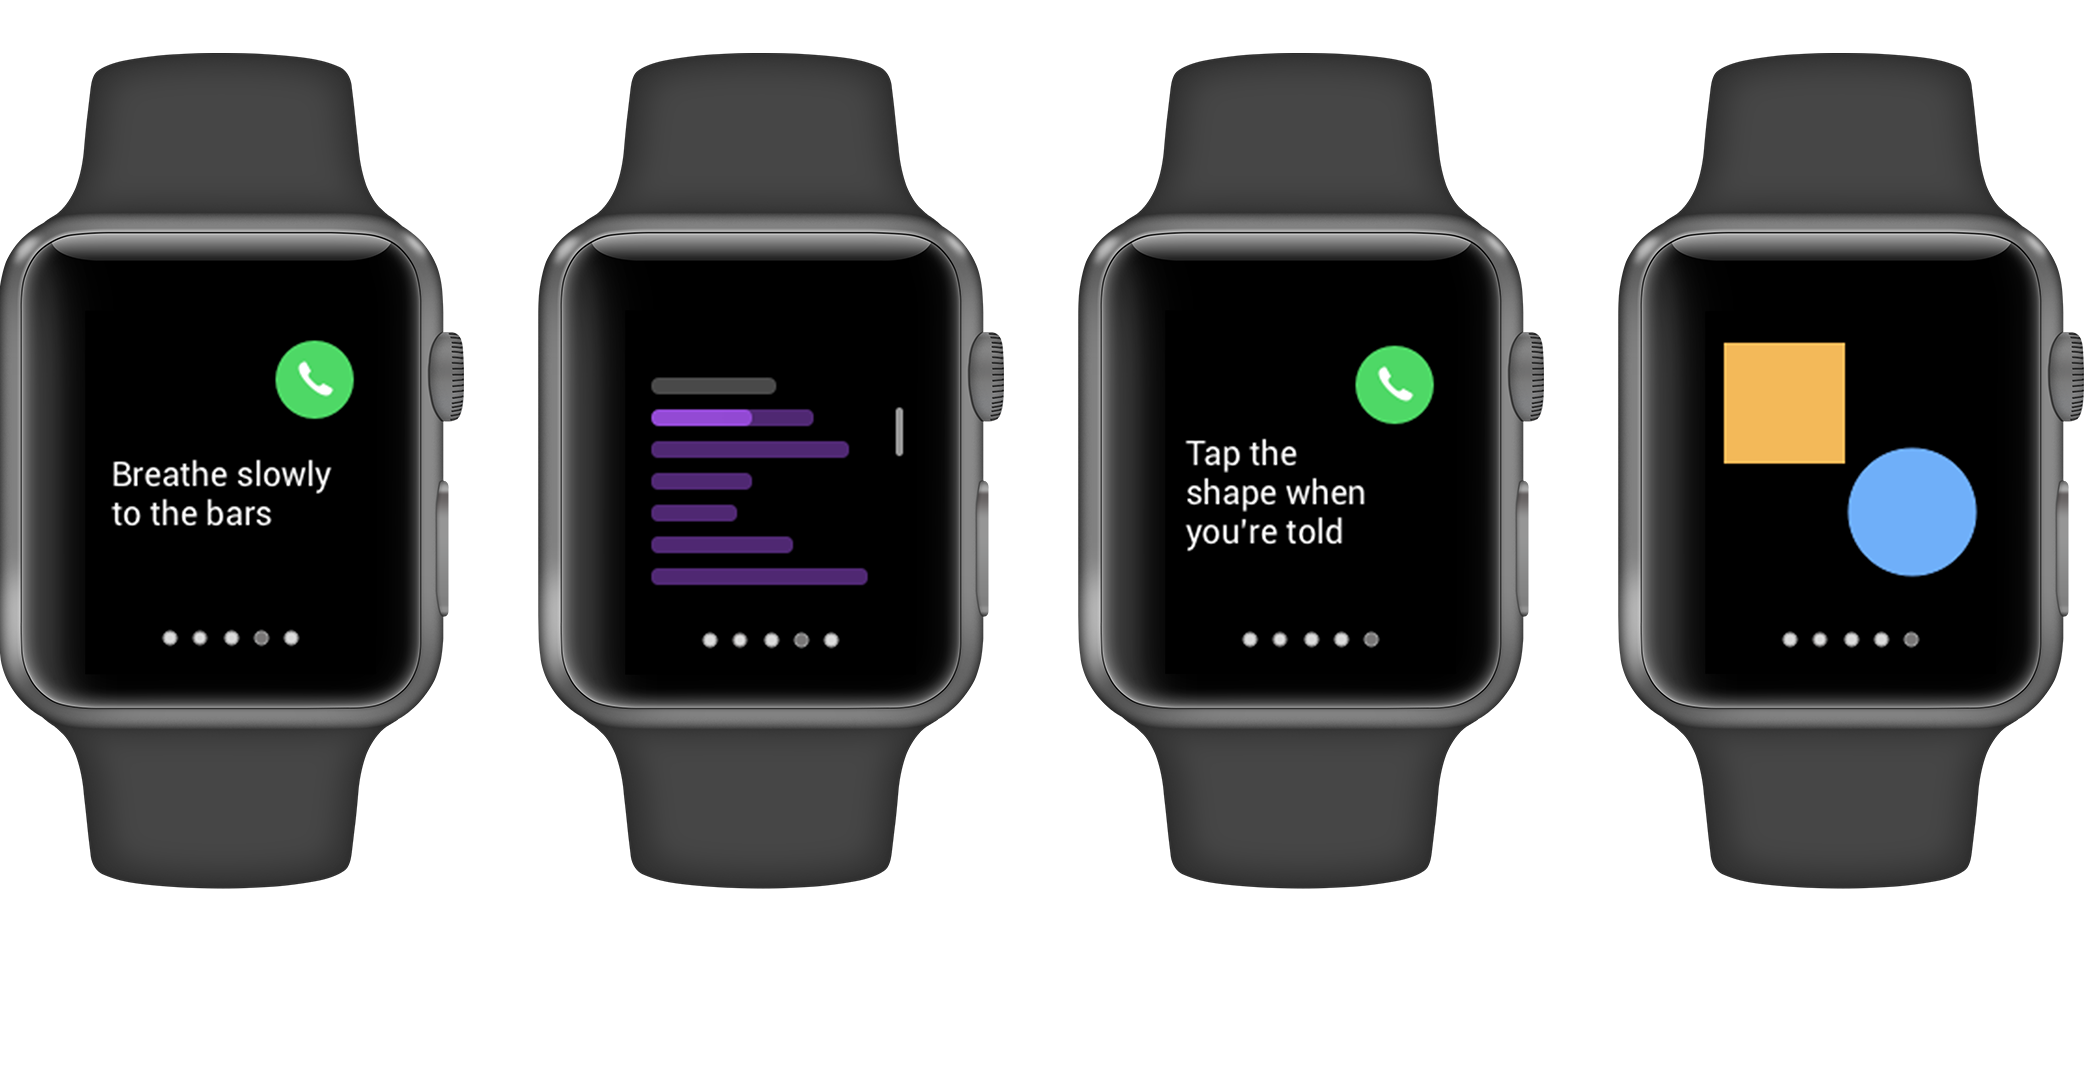 Breathe slowly
to the bars
Tap the
shape when
you're told